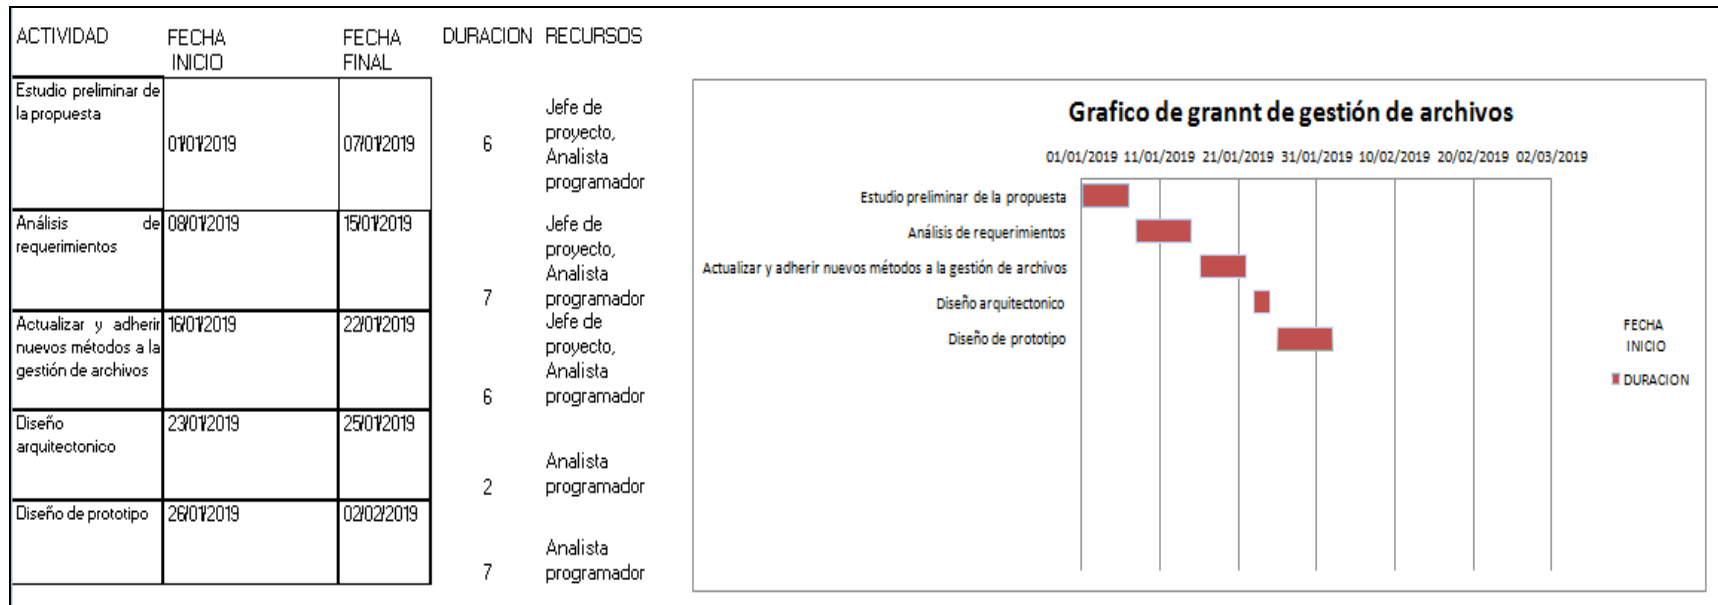 ACTIVIDAD FECHA INICIO FECHA FINAL DURACION RECURSOS
Estudio preliminar de
la propuesta
01/01/2019 07/01/2019 6
Jefe de
proyecto,
Analista
programador
Análisis de
requerimientos
08/01/2019 15/01/2019 7
Jefe de
proyecto,
Analista
programador
Actualizar y adherir
nuevos métodos a la
gestión de archivos
16/01/2019 22/01/2019 6
Jefe de
proyecto,
Analista
programador
Diseño
arquitectonico
23/01/2019 25/01/2019 2
Analista
programador
Diseño de prototipo
26/01/2019 02/02/2019 7
Analista
programador
Grafico de grannt de gestión de archivos
01/01/2019 11/01/2019 21/01/2019 31/01/2019 10/02/2019 20/02/2019 02/03/2019
Estudio preliminar de la propuesta
Análisis de requerimientos
Actualizar y adherir nuevos métodos a la gestión de archivos
Diseño arquitectonico
Diseño de prototipo
FECHA
INICIO
DURACION